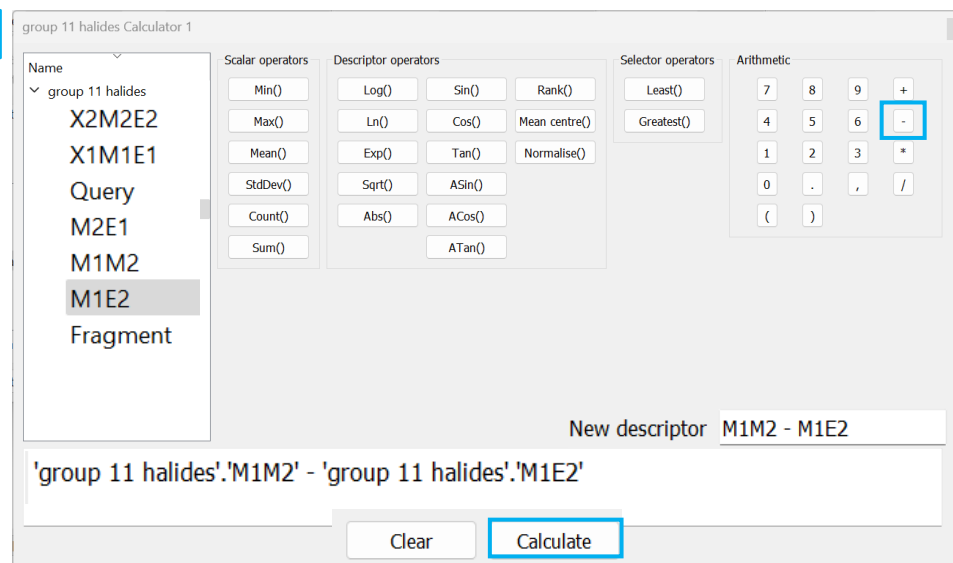 group 11 halides Calculator 1
Name
group 11 halides
X2M2E2
X1M1E1
Query
M2E1
M1M2
M1E2
Fragment
Scalar operators
Min()
Max()
Mean()
StdDev()
Count()
Sum()
Descriptor operators
Log() Sin() Rank()
Ln() Cos() Mean centre()
Exp() Tan() Normalise()
Sqrt() ASin()
Abs() ACos()
ATan()
Selector operators
Least()
Greatest()
Arithmetic
7 8 9 +
4 5 6 -
1 2 3 *
0 . , /
( )
New descriptor M1M2 - M1E2
'group 11 halides'.'M1M2' - 'group 11 halides'.'M1E2'
Clear Calculate